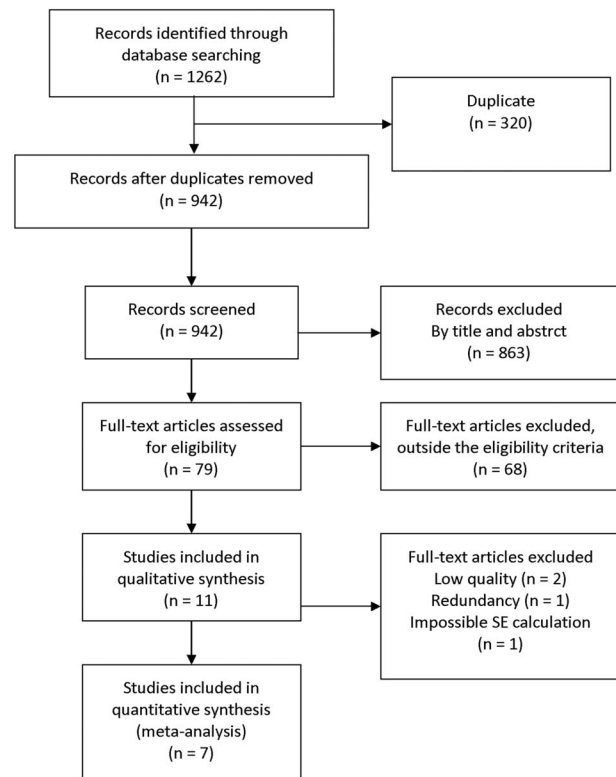 Records identified through
database searching
(n = 1262)
Duplicate
(n = 320)
Records after duplicates removed
(n = 942)
Records screened
(n = 942)
Records excluded
By title and abstrct
(n = 863)
Full-text articles assessed
for eligibility
(n = 79)
Full-text articles excluded,
outside the eligibility criteria
(n = 68)
Studies included in
qualitative synthesis
(n = 11)
Full-text articles excluded
Low quality (n = 2)
Redundancy (n = 1)
Impossible SE calculation
(n = 1)
Studies included in
quantitative synthesis
(meta-analysis)
(n = 7)